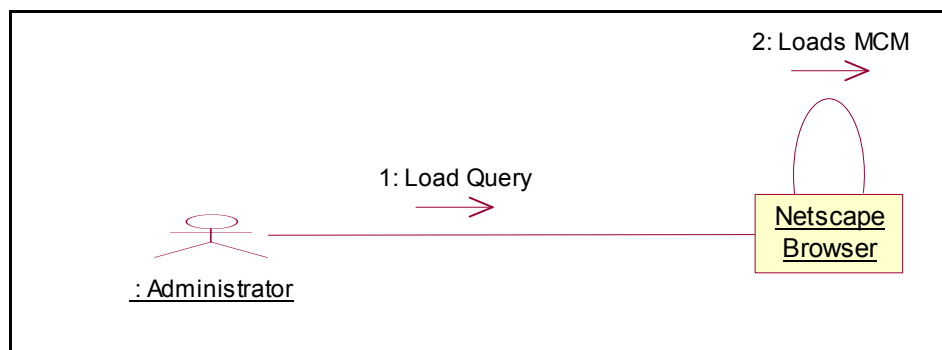 2: Loads MCM
1: Load Query
Netscape
Browser
: Administrator